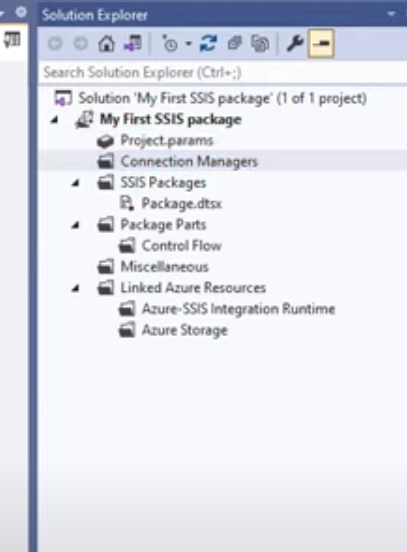 Solution Explorer
Search Solution Explorer (Ctrl+;)
Solution 'My First SSIS package' (1 of 1 project)
My First SSIS package
Project.params
Connection Managers
SSIS Packages
Package.dtsx
Package Parts
Control Flow
Miscellaneous
Linked Azure Resources
Azure-SSIS Integration Runtime
Azure Storage